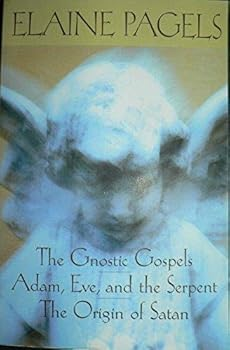 ELAINE PAGELS
The Gnostic Gospels
Adam, Eve, and the Serpent
The Origin of Satan